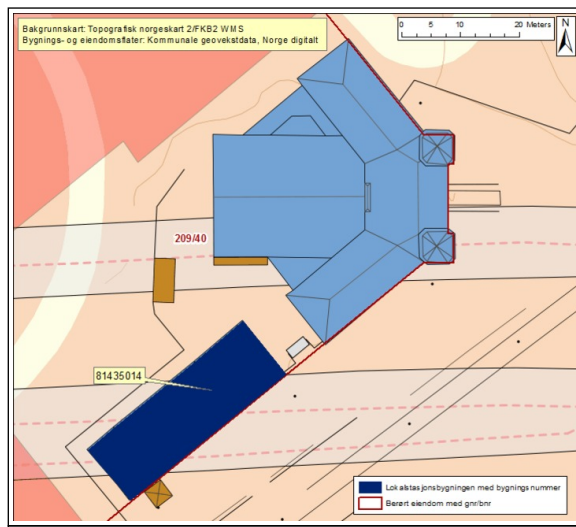 Bakgrunnskart: Topografisk norgeskart 2/FKB2 WMS
Bygnings- og eiendomsflater: Kommunale geovekstdata, Norge digitalt
0 5 10 20 Meters
N
209/40
81435014
Lokalstasjonsbygningen med bygningsnummer
Berørt eiendom med gnr/bnr